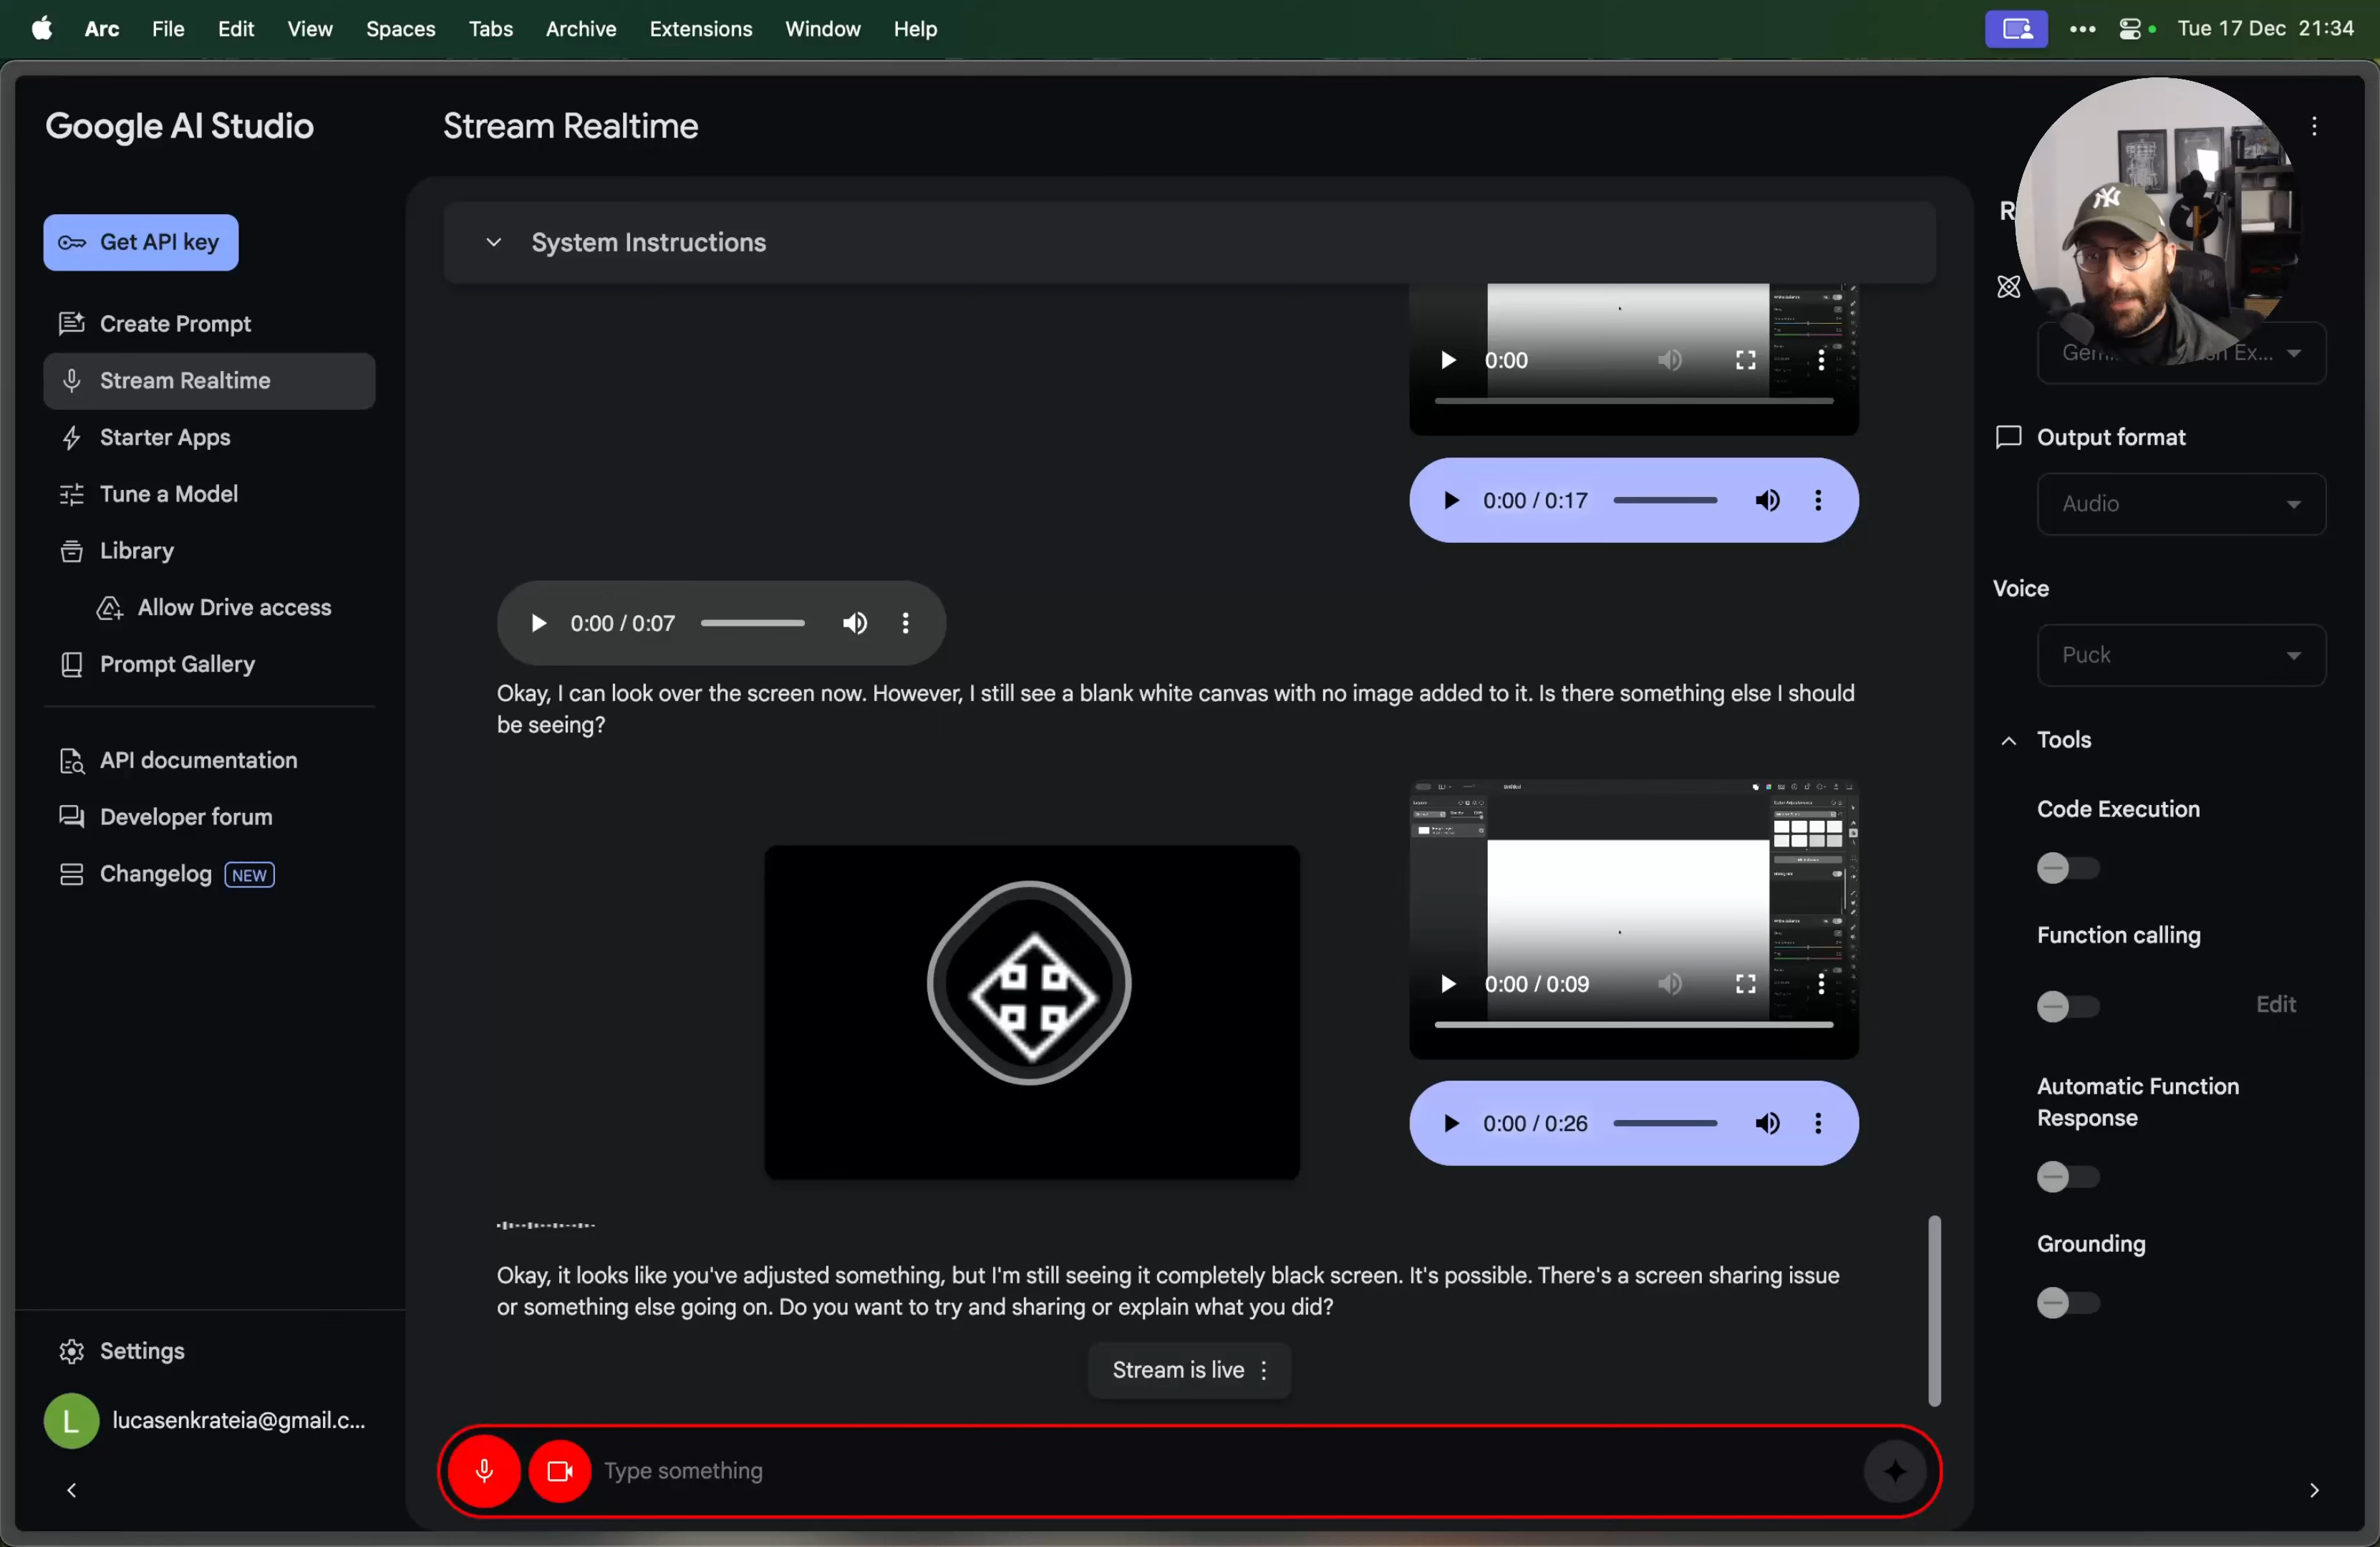 Arc File Edit View Spaces Tabs Archive Extensions Window Help
Tue 17 Dec 21:34
Google AI Studio
Get API key
Create Prompt
Stream Realtime
Starter Apps
Tune a Model
Library
Allow Drive access
Prompt Gallery
API documentation
Developer forum
Changelog NEW
Settings
L lucasenkrateia@gmail.c...
Stream Realtime
System Instructions
0:00
0:00 / 0:17
0:00 / 0:07
Okay, I can look over the screen now. However, I still see a blank white canvas with no image added to it. Is there something else I should
be seeing?
0:00 / 0:09
0:00 / 0:26
Okay, it looks like you've adjusted something, but I'm still seeing it completely black screen. It's possible. There's a screen sharing issue
or something else going on. Do you want to try and sharing or explain what you did?
Stream is live
Type something
Ex...
Output format
Audio
Voice
Puck
Tools
Code Execution
Function calling
Edit
Automatic Function
Response
Grounding